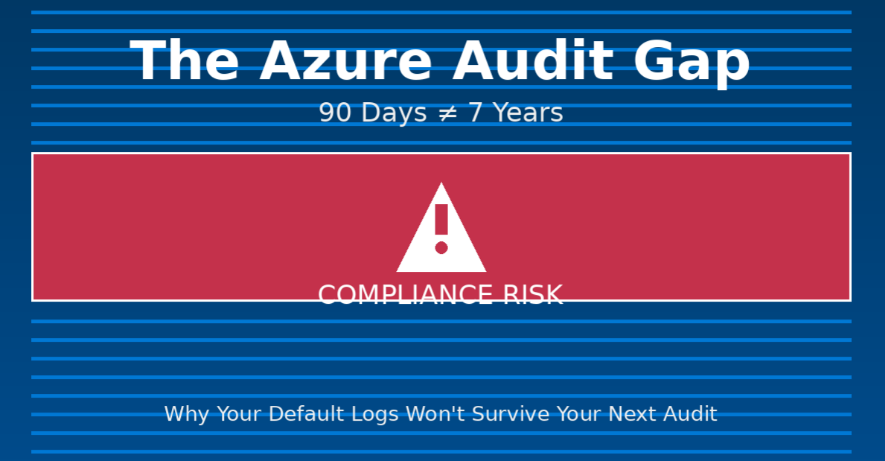 The Azure Audit Gap
90 Days ≠ 7 Years
COMPLIANCE RISK
Why Your Default Logs Won't Survive Your Next Audit